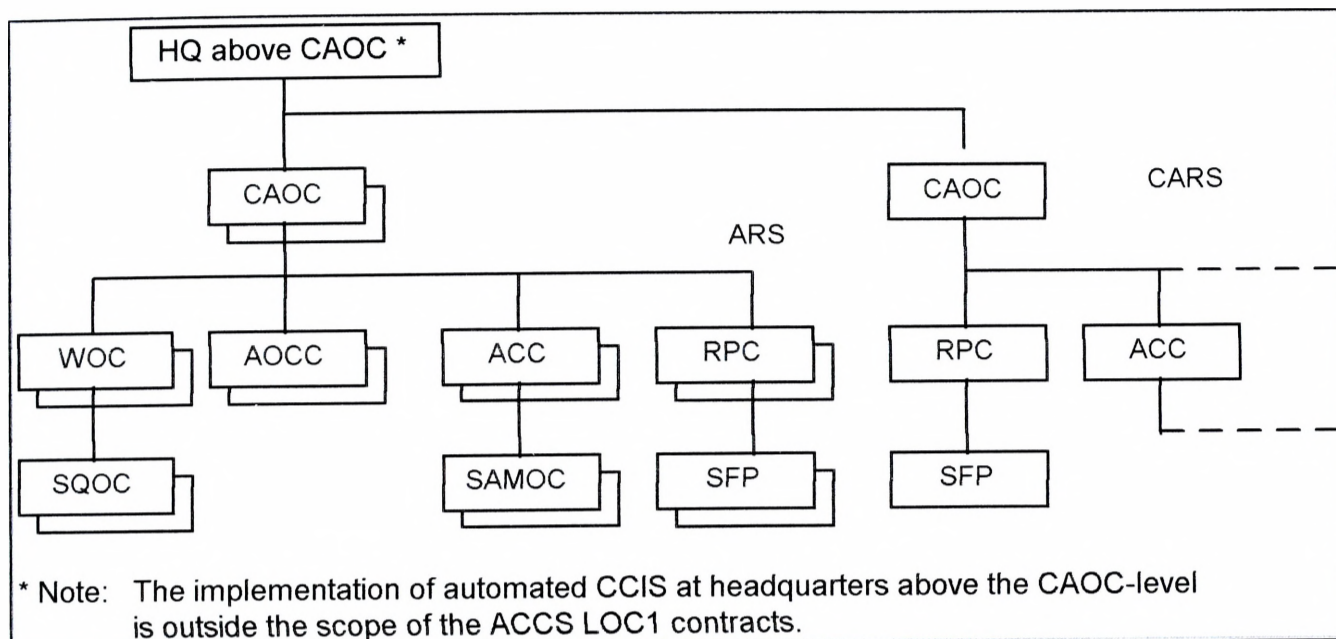 HQ above CAOC *
CAOC
CAOC
CARS
ARS
WOC
AOCC
ACC
RPC
RPC
ACC
SQOC
SAMOC
SFP
SFP
* Note: The implementation of automated CCIS at headquarters above the CAOC-level
is outside the scope of the ACCS LOC1 contracts.